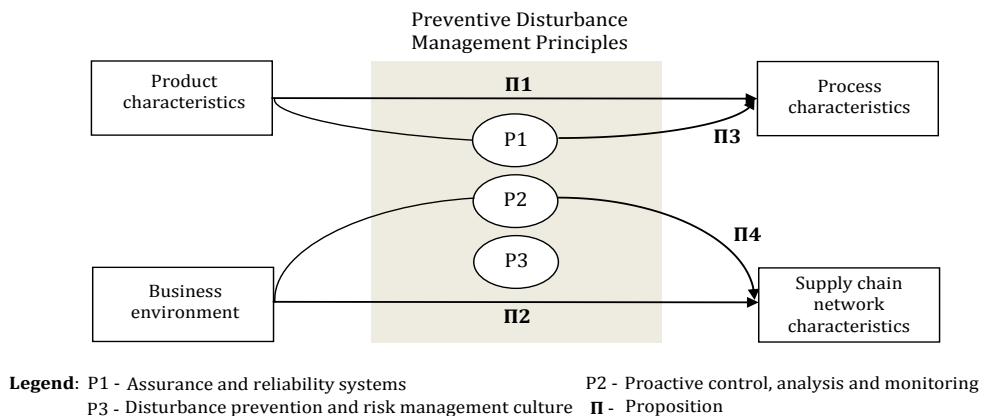 Preventive Disturbance
Management Principles
Product
characteristics
Π1
Process
characteristics
P1
Π3
P2
Π4
P3
Business
environment
Π2
Supply chain
network
characteristics
Legend: P1 - Assurance and reliability systems
P2 - Proactive control, analysis and monitoring
P3 - Disturbance prevention and risk management culture
Π - Proposition